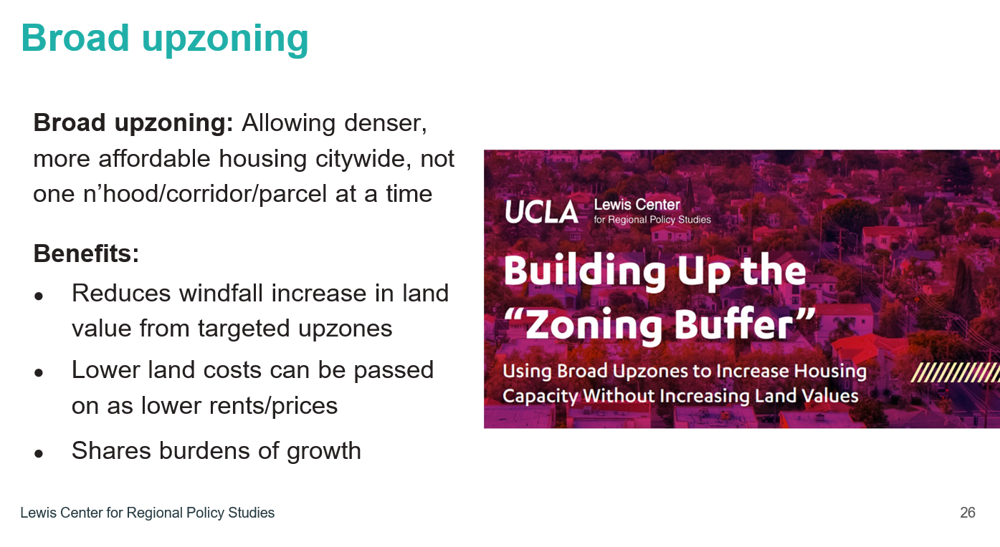 Broad upzoning
Broad upzoning: Allowing denser,
more affordable housing citywide, not
one n’hood/corridor/parcel at a time
Benefits:
● Reduces windfall increase in land
value from targeted upzones
● Lower land costs can be passed
on as lower rents/prices
● Shares burdens of growth
UCLA
Lewis Center
for Regional Policy Studies
Building Up the
“Zoning Buffer”
Using Broad Upzones to Increase Housing
Capacity Without Increasing Land Values
Lewis Center for Regional Policy Studies
26